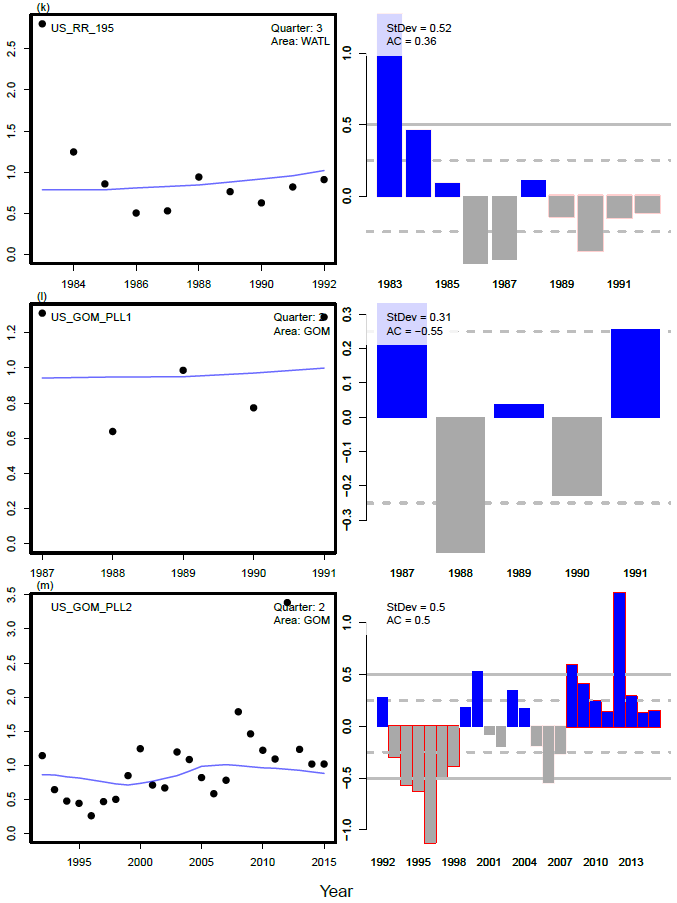 (k)
US_RR_195
Quarter: 3
Area: WATL
0.0 0.5 1.0 1.5 2.0 2.5
1984 1986 1988 1990 1992
StDev = 0.52
AC = 0.36
0.0 0.5 1.0
1983 1985 1987 1989 1991
(l)
US_GOM_PLL1
Quarter: 2
Area: GOM
0.0 0.2 0.4 0.6 0.8 1.0 1.2
1987 1988 1989 1990 1991
StDev = 0.31
AC = −0.55
−0.3 −0.2 −0.1 0.0 0.1 0.2 0.3
1987 1988 1989 1990 1991
(m)
US_GOM_PLL2
Quarter: 2
Area: GOM
0.0 0.5 1.0 1.5 2.0 2.5 3.0 3.5
1995 2000 2005 2010 2015
StDev = 0.5
AC = 0.5
−1.0 −0.5 0.0 0.5 1.0
1992 1995 1998 2001 2004 2007 2010 2013
Year